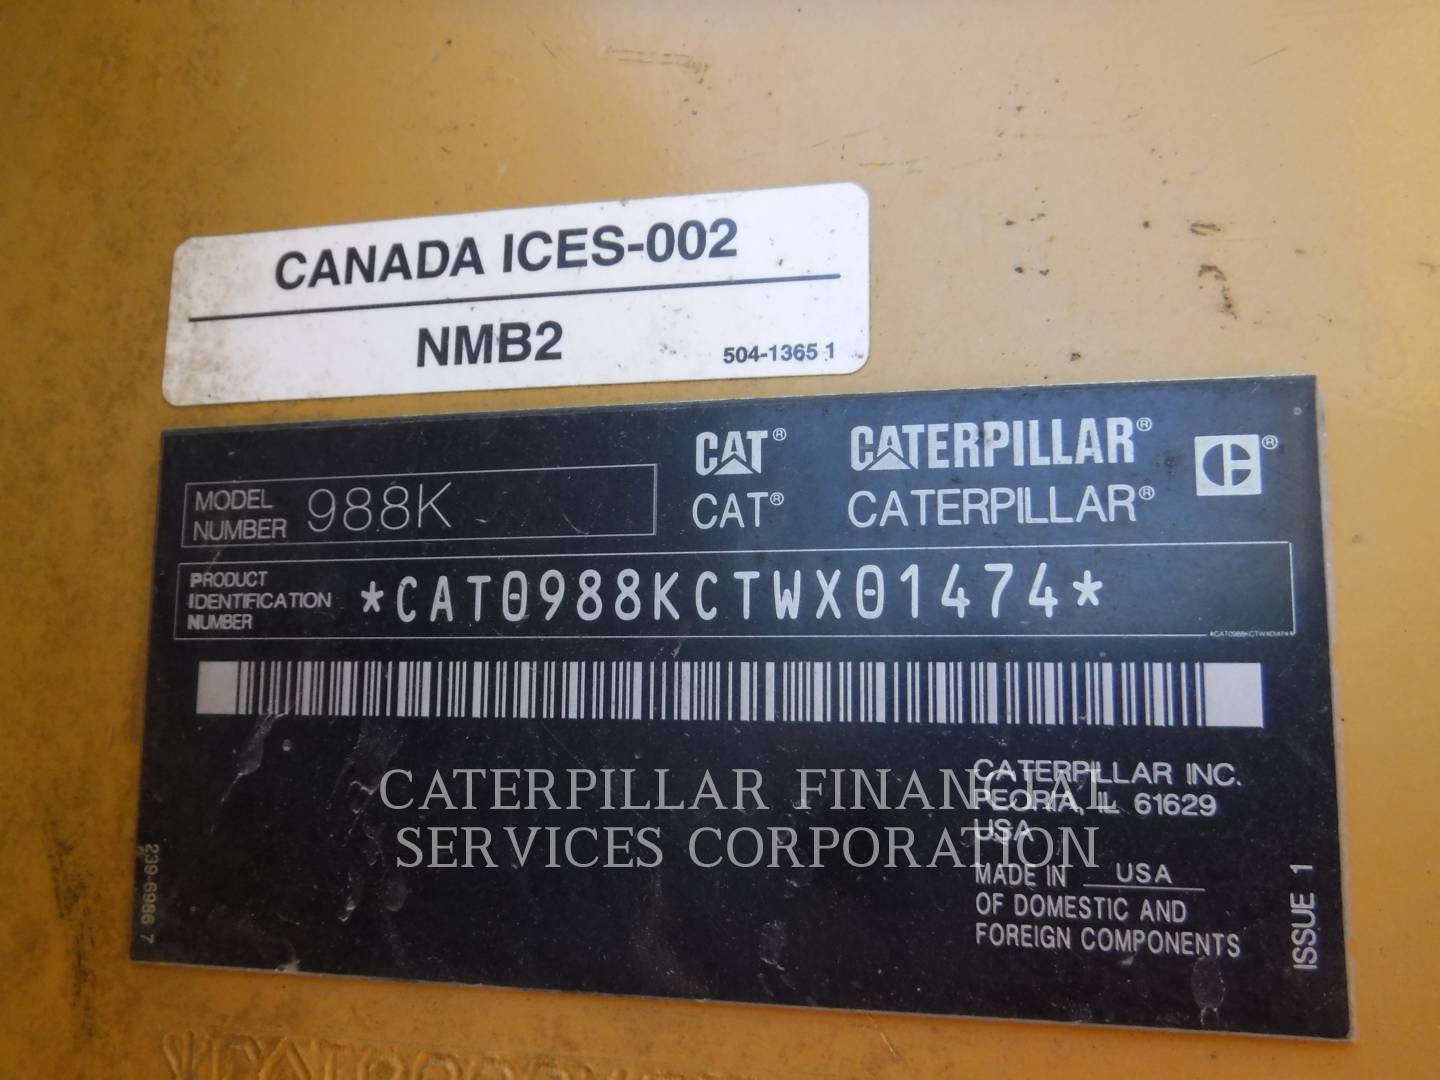 CANADA ICES-002
NMB2
504-1365 1
CAT® CATERPILLAR® C®
CAT® CATERPILLAR®
MODEL NUMBER 988K
PRODUCT IDENTIFICATION NUMBER *CAT0988KCTWX01474*
*CAT0988KCTWX01474*
CATERPILLAR INC.
PEORIA, IL 61629
USA
MADE IN USA
OF DOMESTIC AND
FOREIGN COMPONENTS
239-6986 7
ISSUE 1
CATERPILLAR FINANCIAL
SERVICES CORPORATION